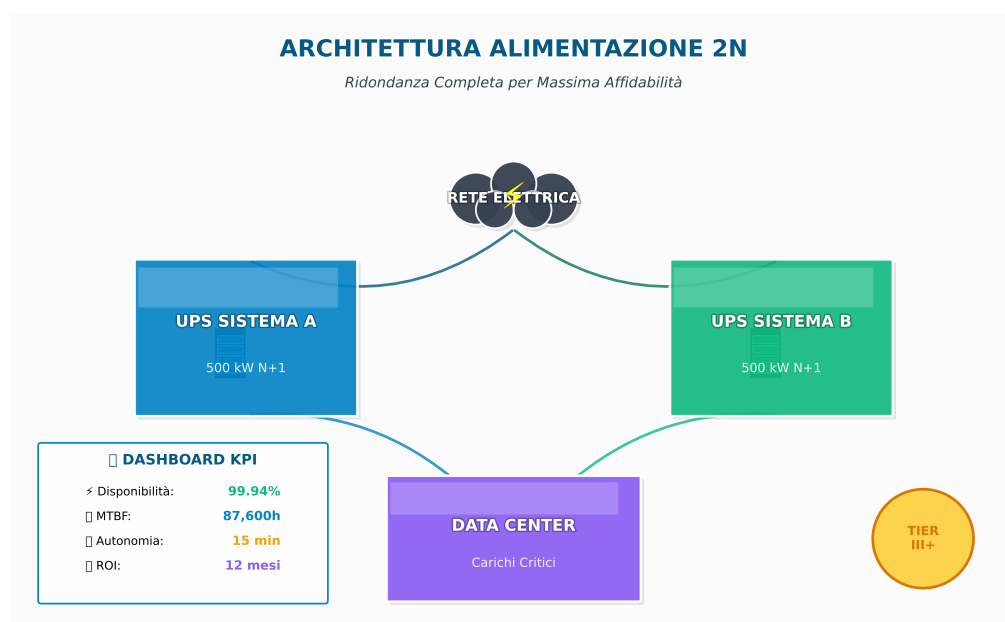 ARCHITETTURA ALIMENTAZIONE 2N
Ridondanza Completa per Massima Affidabilità
RETE ELETTRICA
UPS SISTEMA A
500 kW N+1
UPS SISTEMA B
500 kW N+1
DASHBOARD KPI
⚡ Disponibilità: 99.94%
MTBF: 87,600h
Autonomia: 15 min
ROI: 12 mesi
DATA CENTER
Carichi Critici
TIER
III+